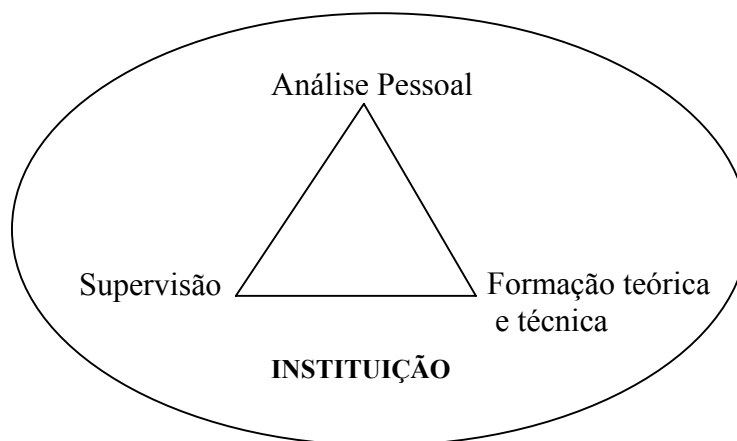 Análise Pessoal
Supervisão
Formação teórica
e técnica
INSTITUIÇÃO